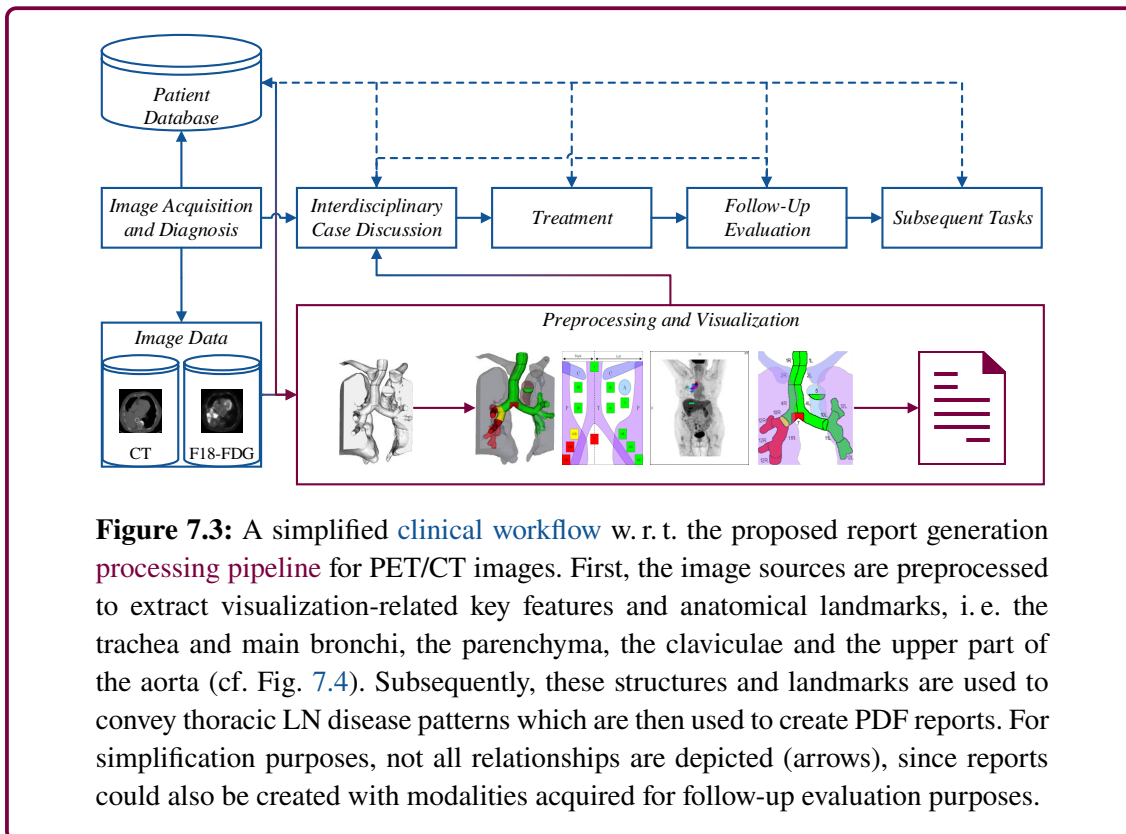 Patient
Database
Image Acquisition
and Diagnosis
Interdisciplinary
Case Discussion
Treatment
Follow-Up
Evaluation
Subsequent Tasks
Image Data
CT
F18-FDG
Preprocessing and Visualization
Figure 7.3: A simplified clinical workflow w. r. t. the proposed report generation
processing pipeline for PET/CT images. First, the image sources are preprocessed
to extract visualization-related key features and anatomical landmarks, i. e. the
trachea and main bronchi, the parenchyma, the claviculae and the upper part of
the aorta (cf. Fig. 7.4). Subsequently, these structures and landmarks are used to
convey thoracic LN disease patterns which are then used to create PDF reports. For
simplification purposes, not all relationships are depicted (arrows), since reports
could also be created with modalities acquired for follow-up evaluation purposes.